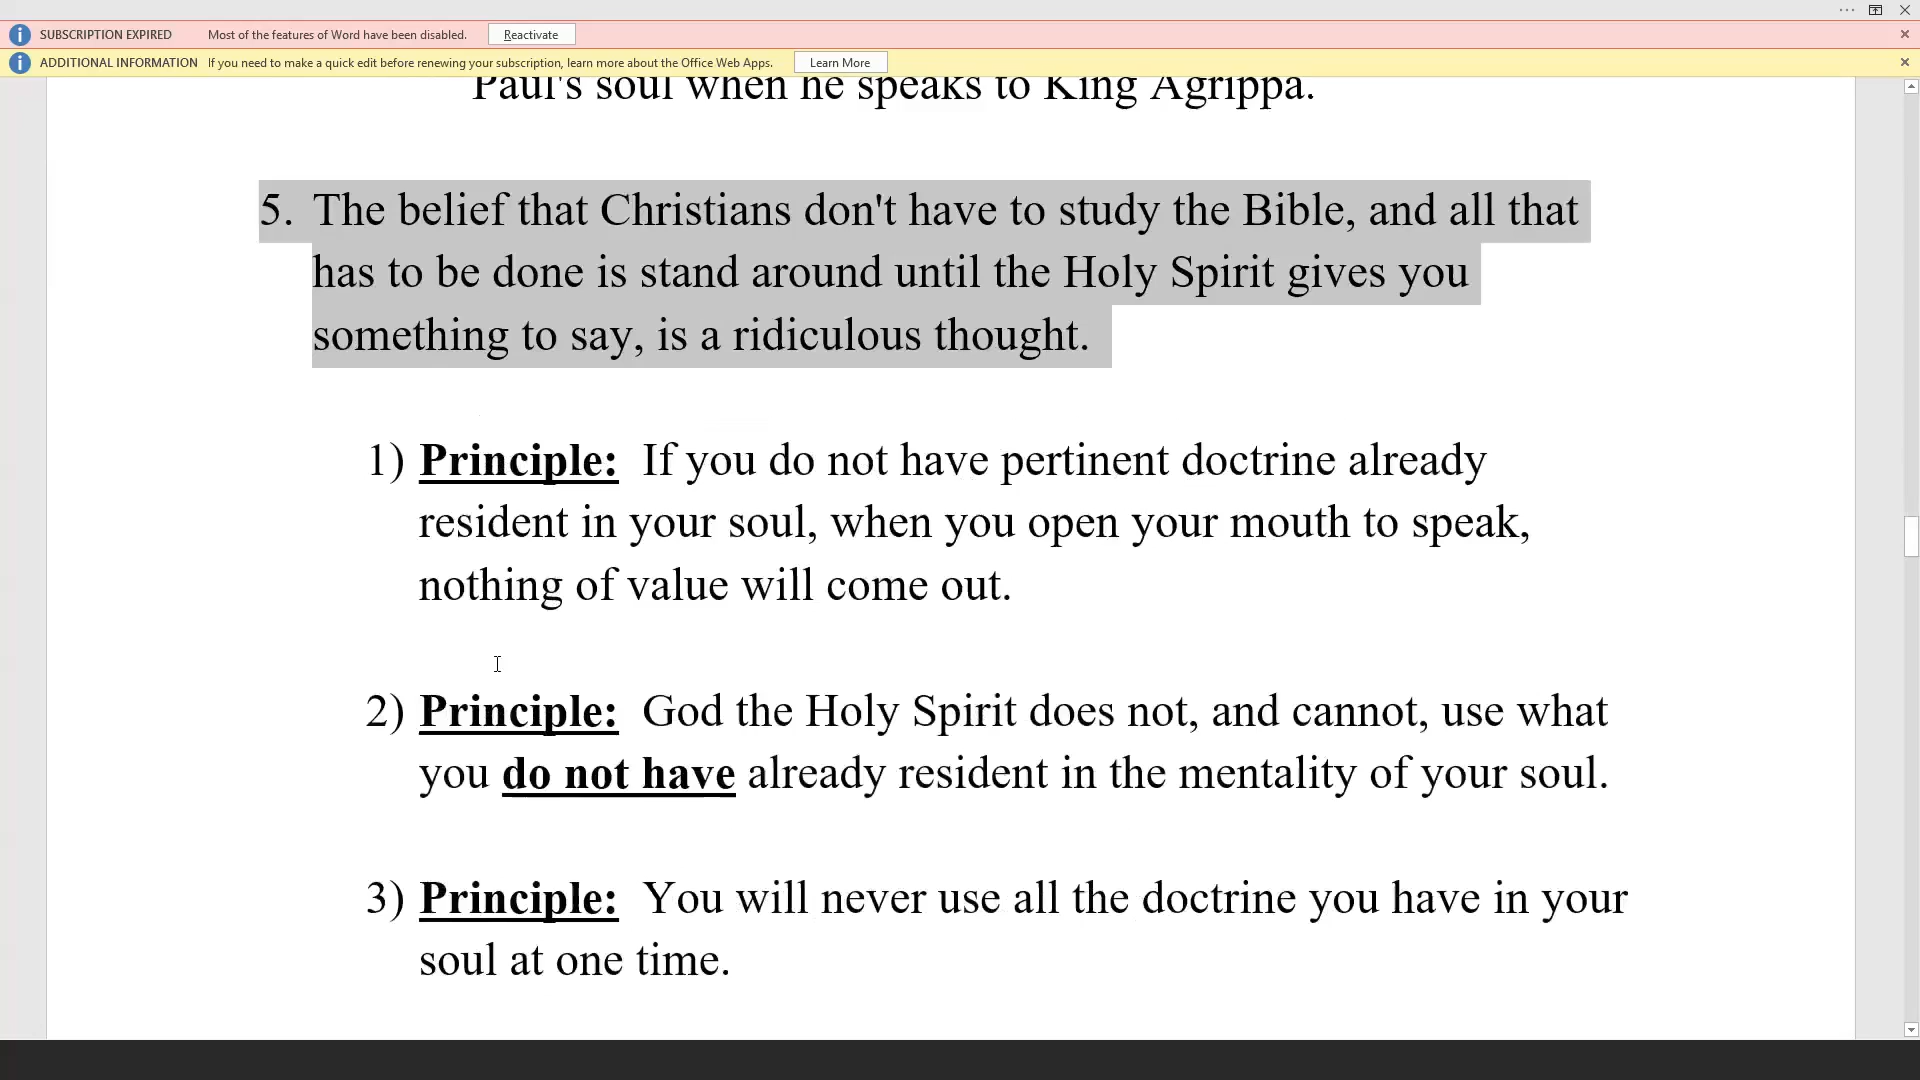 SUBSCRIPTION EXPIRED Most of the features of Word have been disabled. Reactivate
ADDITIONAL INFORMATION If you need to make a quick edit before renewing your subscription, learn more about the Office Web Apps. Learn More
Paul's soul when he speaks to King Agrippa.
5. The belief that Christians don't have to study the Bible, and all that
has to be done is stand around until the Holy Spirit gives you
something to say, is a ridiculous thought.
1) Principle: If you do not have pertinent doctrine already
resident in your soul, when you open your mouth to speak,
nothing of value will come out.
2) Principle: God the Holy Spirit does not, and cannot, use what
you do not have already resident in the mentality of your soul.
3) Principle: You will never use all the doctrine you have in your
soul at one time.